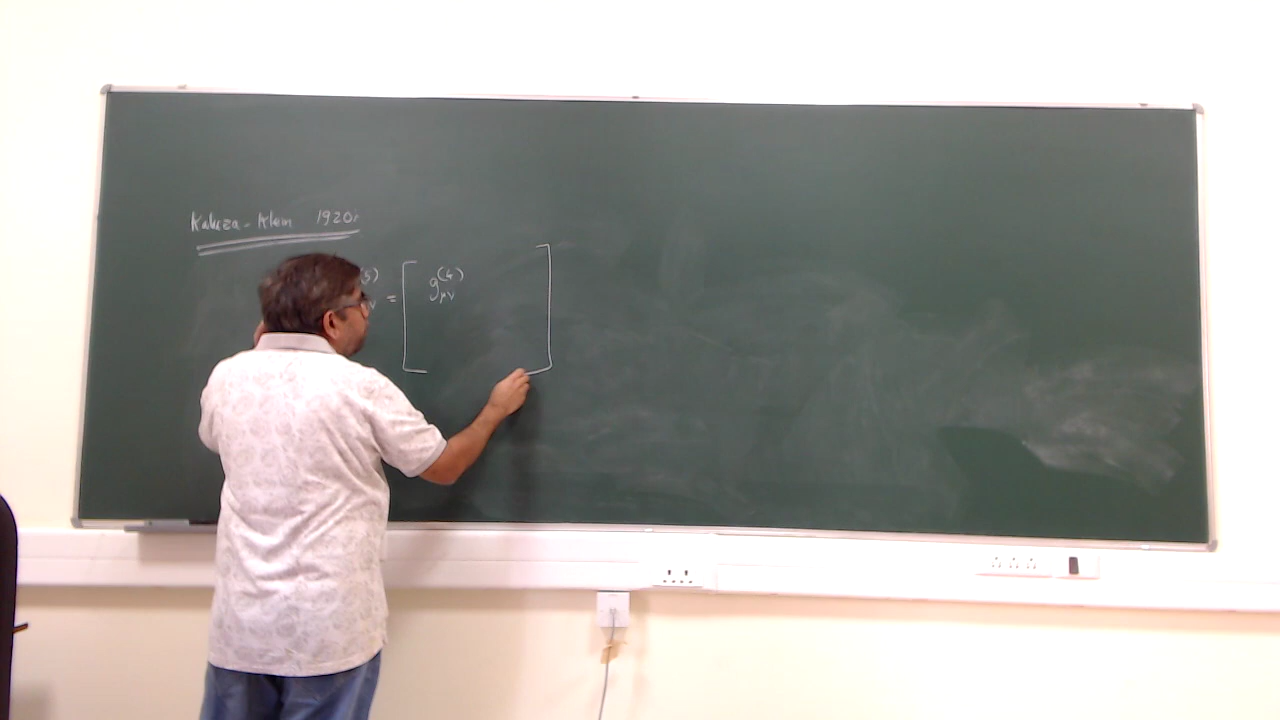 Kaluza - Klein 1920s
(5) ν = [ g(4)μν ]